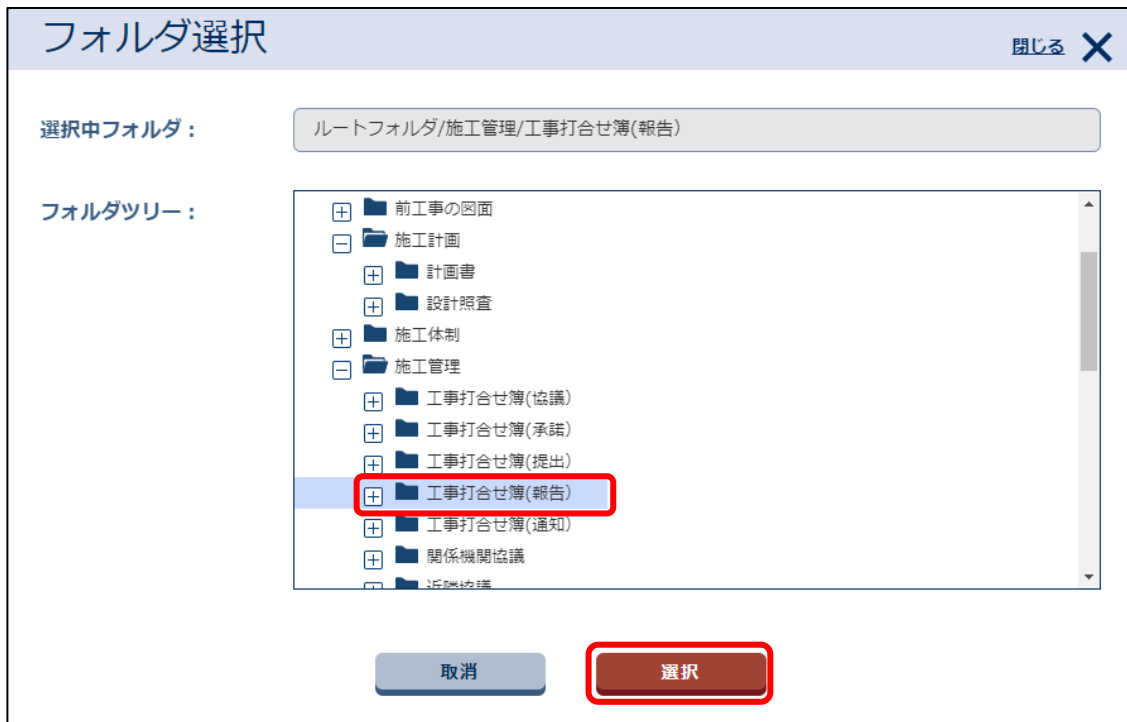 フォルダ選択
閉じる
選択中フォルダ：
ルートフォルダ/施工管理/工事打合せ簿(報告)
フォルダツリー：
前工事の図面
施工計画
計画書
設計照査
施工体制
施工管理
工事打合せ簿(協議)
工事打合せ簿(承諾)
工事打合せ簿(提出)
工事打合せ簿(報告)
工事打合せ簿(通知)
関係機関協議
近隣協議
取消
選択